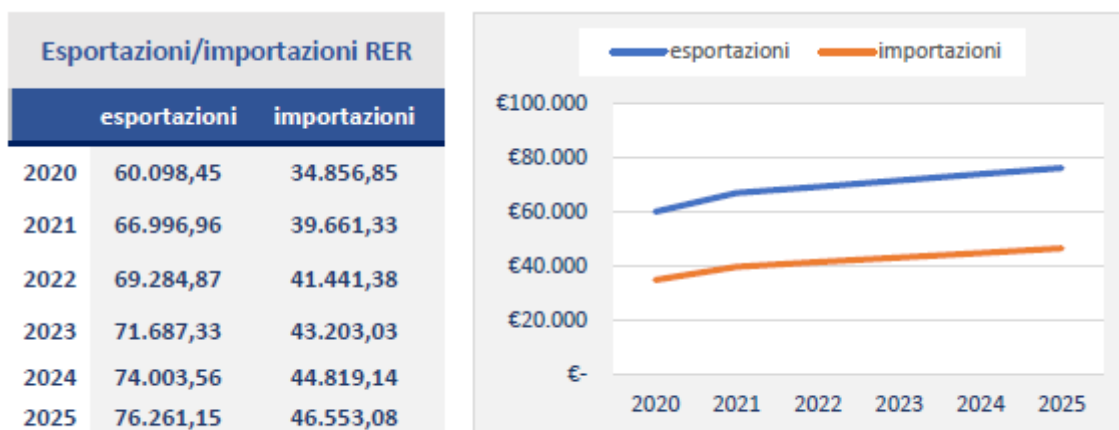 Esportazioni/importazioni RER
esportazioni importazioni
2020 60.098,45 34.856,85
2021 66.996,96 39.661,33
2022 69.284,87 41.441,38
2023 71.687,33 43.203,03
2024 74.003,56 44.819,14
2025 76.261,15 46.553,08
esportazioni importazioni
€100.000
€80.000
€60.000
€40.000
€20.000
€-
2020 2021 2022 2023 2024 2025